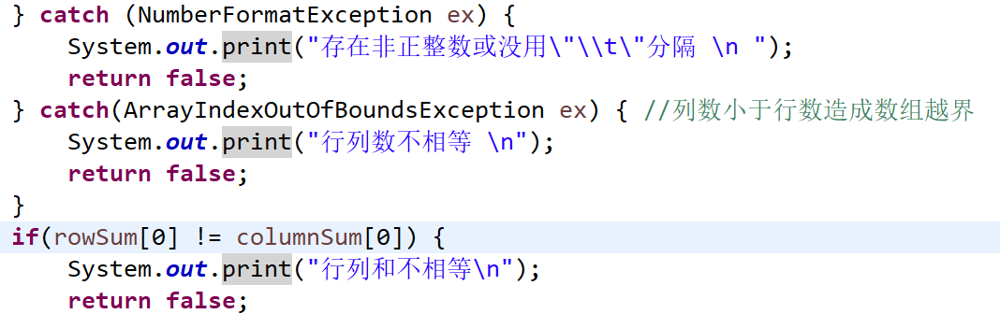 } catch (NumberFormatException ex) {
System.out.print("存在非正整数或没用\"\\t\"分隔 \n ");
return false;
} catch(ArrayIndexOutOfBoundsException ex) { //列数小于行数造成数组越界
System.out.print("行列数不相等 \n");
return false;
}
if(rowSum[0] != columnSum[0]) {
System.out.print("行列和不相等\n");
return false;